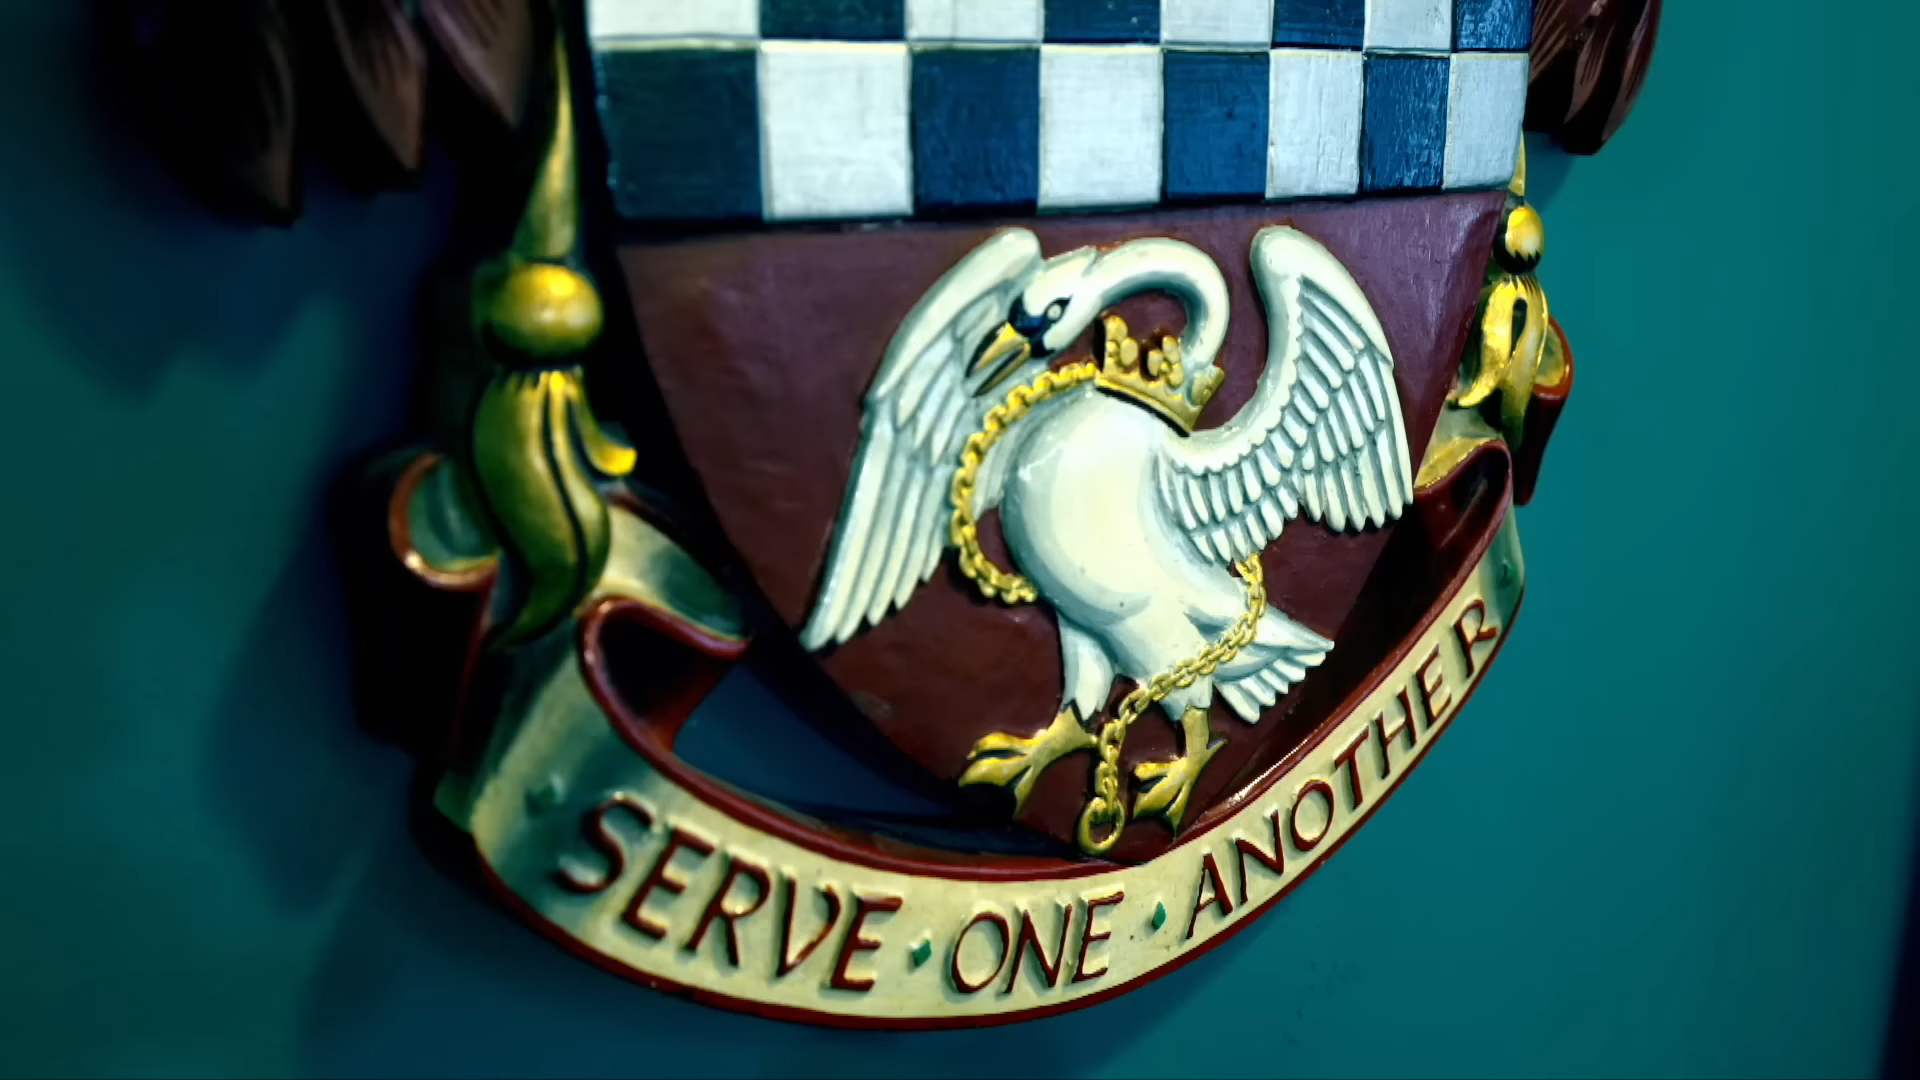 SERVE · ONE · ANOTHER